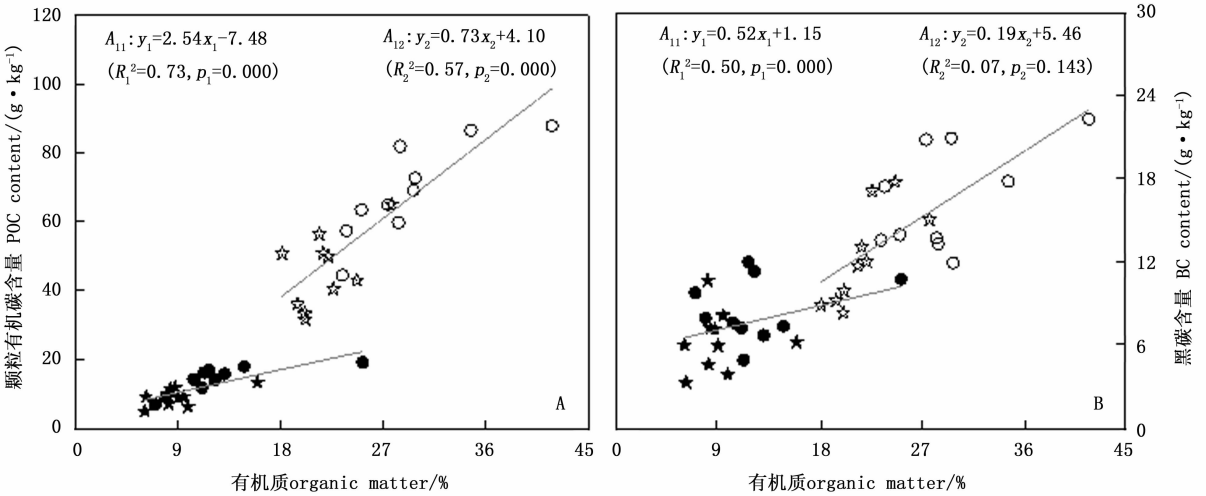 120
100
80
60
40
20
0
颗粒有机碳含量 POC content/(g·kg⁻¹)
A₁₁:y₁=2.54x₁-7.48
(R₁²=0.73,p₁=0.000)
A₁₂:y₂=0.73x₂+4.10
(R₂²=0.57,p₂=0.000)
A
0 9 18 27 36 45
有机质organic matter/%
A₁₁:y₁=0.52x₁+1.15
(R₁²=0.50,p₁=0.000)
A₁₂:y₂=0.19x₂+5.46
(R₂²=0.07,p₂=0.143)
B
30
24
18
12
6
0
黑碳含量 BC content/(g·kg⁻¹)
0 9 18 27 36 45
有机质organic matter/%